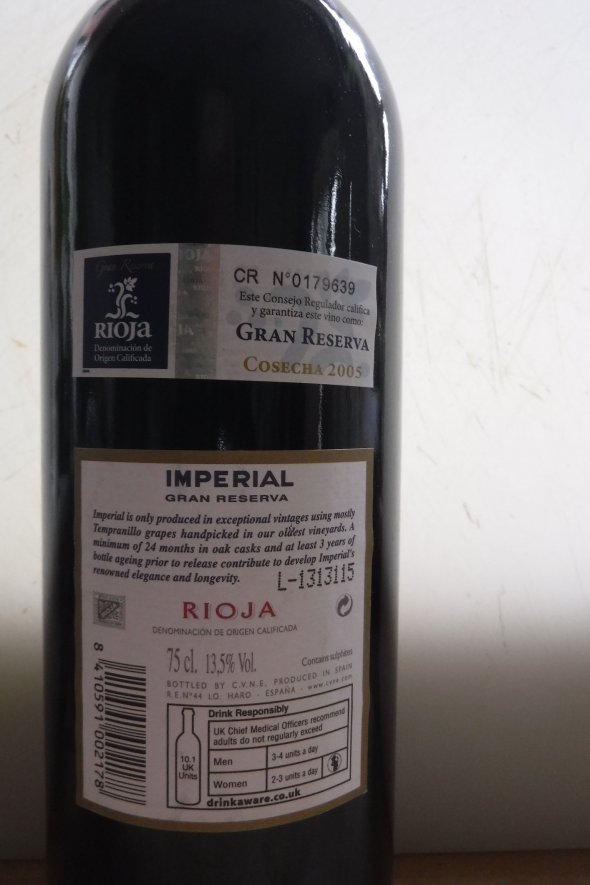 Gran Reserva
RIOJA
RIOJa
Denominación de
Origen Calificada
CR N°0179639
Este Consejo Regulador califica
y garantiza este vino como:
GRAN RESERVA
COSECHA 2005
IMPERIAL
GRAN RESERVA
Imperial is only produced in exceptional vintages using mostly
Tempranillo grapes handpicked in our oldest vineyards. A
minimum of 24 months in oak casks and at least 3 years of
bottle ageing prior to release contribute to develop Imperial's
renowned elegance and longevity.
L-1313115
RIOJA
DENOMINACIÓN DE ORIGEN CALIFICADA
75 cl. 13,5% Vol.
Contains sulphites
BOTTLED BY C.V.N.E. PRODUCED IN SPAIN
R.E.Nº44 LO. HARO - ESPAÑA - www.cvne.com
8 410591 002178
Drink Responsibly
UK Chief Medical Officers recommend
adults do not regularly exceed
10.1
UK
Units
Men 3-4 units a day
Women 2-3 units a day
drinkaware.co.uk